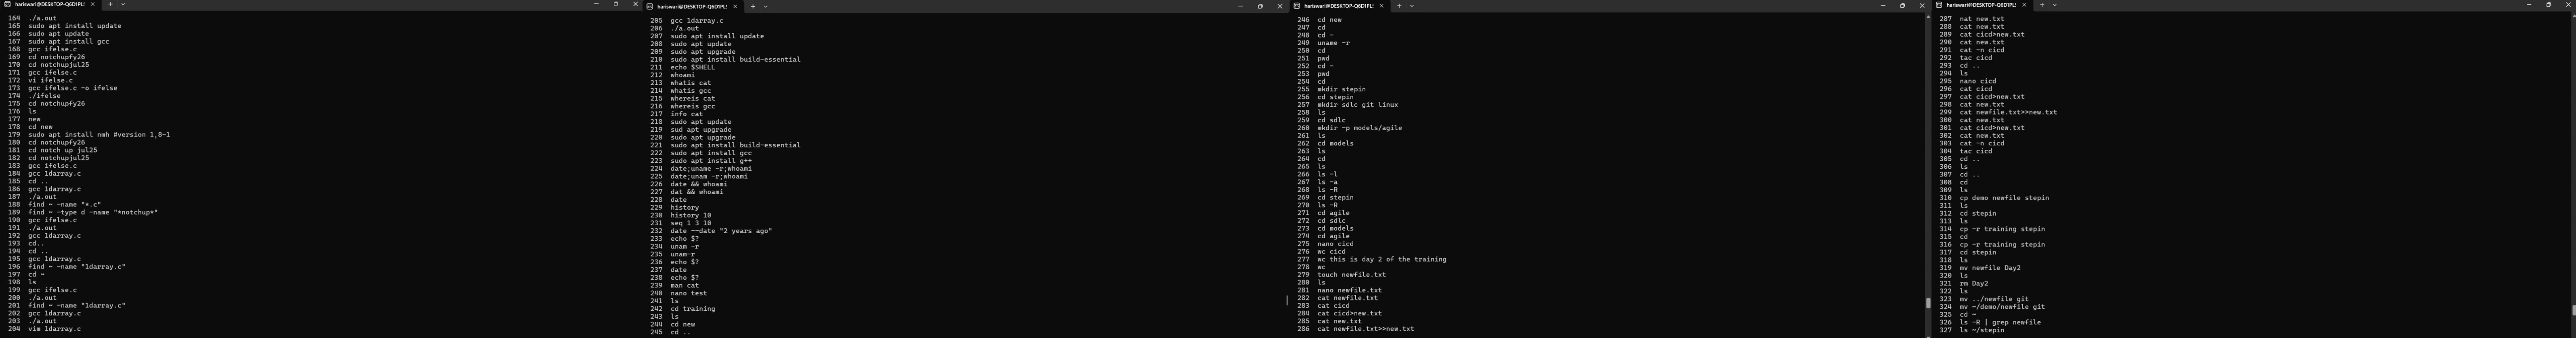 hariswari@DESKTOP-Q6D1PL!
164 ./a.out
165 sudo apt install update
166 sudo apt update
167 sudo apt install gcc
168 gcc ifelse.c
169 cd notchupfy26
170 cd notchupjul25
171 gcc ifelse.c
172 vi ifelse.c
173 gcc ifelse.c -o ifelse
174 ./ifelse
175 cd notchupfy26
176 ls
177 new
178 cd new
179 sudo apt install nmh #version 1,8-1
180 cd notchupfy26
181 cd notch up jul25
182 cd notchupjul25
183 gcc ifelse.c
184 gcc 1darray.c
185 cd ..
186 gcc 1darray.c
187 ./a.out
188 find ~ -name "*.c"
189 find ~ -type d -name "*notchup*"
190 gcc ifelse.c
191 ./a.out
192 gcc 1darray.c
193 cd..
194 cd ..
195 gcc 1darray.c
196 find ~ -name "1darray.c"
197 cd ~
198 ls
199 gcc ifelse.c
200 ./a.out
201 find ~ -name "1darray.c"
202 gcc 1darray.c
203 ./a.out
204 vim 1darray.c
hariswari@DESKTOP-Q6D1PL!
205 gcc 1darray.c
206 ./a.out
207 sudo apt install update
208 sudo apt update
209 sudo apt upgrade
210 sudo apt install build-essential
211 echo $SHELL
212 whoami
213 whatis cat
214 whatis gcc
215 whereis cat
216 whereis gcc
217 info cat
218 sudo apt update
219 sud apt upgrade
220 sudo apt upgrade
221 sudo apt install build-essential
222 sudo apt install gcc
223 sudo apt install g++
224 date;uname -r;whoami
225 date;unam -r;whoami
226 date && whoami
227 dat && whoami
228 date
229 history
230 history 10
231 seq 1 3 10
232 date --date "2 years ago"
233 echo $?
234 unam -r
235 unam-r
236 echo $?
237 date
238 echo $?
239 man cat
240 nano test
241 ls
242 cd training
243 ls
244 cd new
245 cd ..
hariswari@DESKTOP-Q6D1PL!
246 cd new
247 cd
248 cd -
249 uname -r
250 cd
251 pwd
252 cd -
253 pwd
254 cd
255 mkdir stepin
256 cd stepin
257 mkdir sdlc git linux
258 ls
259 cd sdlc
260 mkdir -p models/agile
261 ls
262 cd models
263 ls
264 cd
265 ls
266 ls -l
267 ls -a
268 ls -R
269 cd stepin
270 ls -R
271 cd agile
272 cd sdlc
273 cd models
274 cd agile
275 nano cicd
276 wc cicd
277 wc this is day 2 of the training
278 wc
279 touch newfile.txt
280 ls
281 nano newfile.txt
282 cat newfile.txt
283 cat cicd
284 cat cicd>new.txt
285 cat new.txt
286 cat newfile.txt>>new.txt
hariswari@DESKTOP-Q6D1PL!
287 nat new.txt
288 cat new.txt
289 cat cicd>new.txt
290 cat new.txt
291 cat -n cicd
292 tac cicd
293 cd ..
294 ls
295 nano cicd
296 cat cicd
297 cat cicd>new.txt
298 cat new.txt
299 cat newfile.txt>>new.txt
300 cat new.txt
301 cat cicd>new.txt
302 cat new.txt
303 cat -n cicd
304 tac cicd
305 cd ..
306 ls
307 cd ..
308 cd
309 ls
310 cp demo newfile stepin
311 ls
312 cd stepin
313 ls
314 cp -r training stepin
315 cd
316 cp -r training stepin
317 cd stepin
318 ls
319 mv newfile Day2
320 ls
321 rm Day2
322 ls
323 mv ../newfile git
324 mv ~/demo/newfile git
325 cd ~
326 ls -R | grep newfile
327 ls ~/stepin